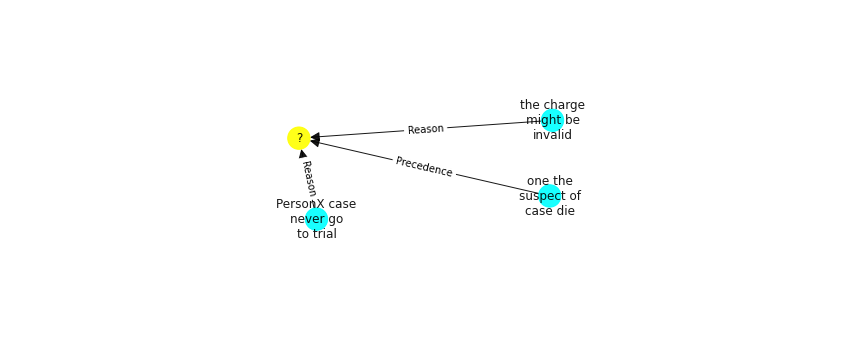 the charge
might be
invalid
Reason
?
Precedence
one the
suspect of
case die
Reason
PersonX case
never go
to trial